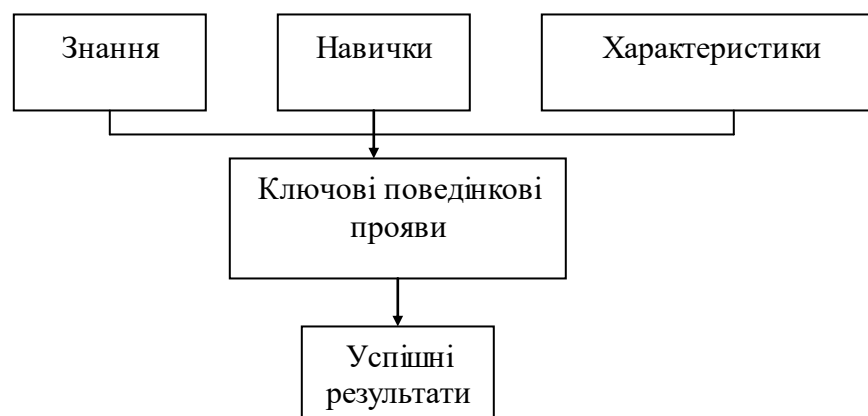 Знання
Навички
Характеристики
Ключові поведінкові
прояви
Успішні
результати